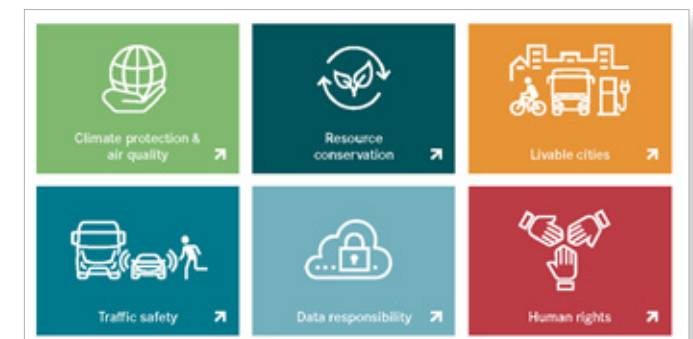 Climate protection &
air quality
Resource
conservation
Livable cities
Traffic safety
Data responsibility
Human rights